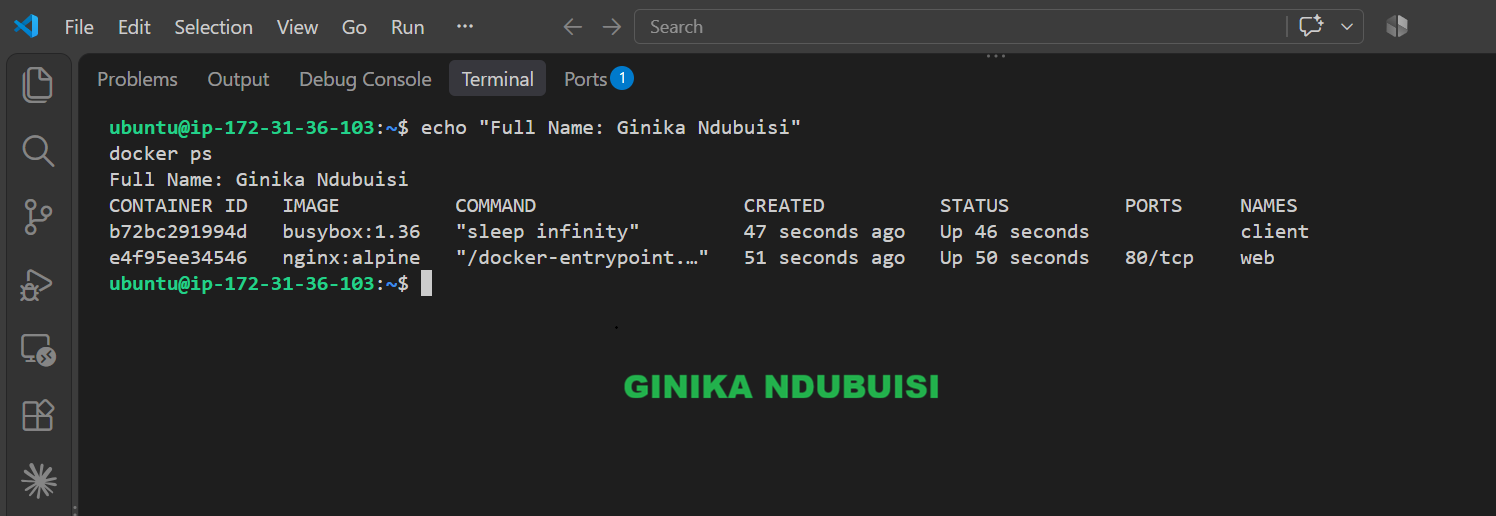 File Edit Selection View Go Run ··· ← → Search
Problems Output Debug Console Terminal Ports 1
ubuntu@ip-172-31-36-103:~$ echo "Full Name: Ginika Ndubuisi"
docker ps
Full Name: Ginika Ndubuisi
CONTAINER ID IMAGE COMMAND CREATED STATUS PORTS NAMES
b72bc291994d busybox:1.36 "sleep infinity" 47 seconds ago Up 46 seconds client
e4f95ee34546 nginx:alpine "/docker-entrypoint.…" 51 seconds ago Up 50 seconds 80/tcp web
ubuntu@ip-172-31-36-103:~$
GINIKA NDUBUISI